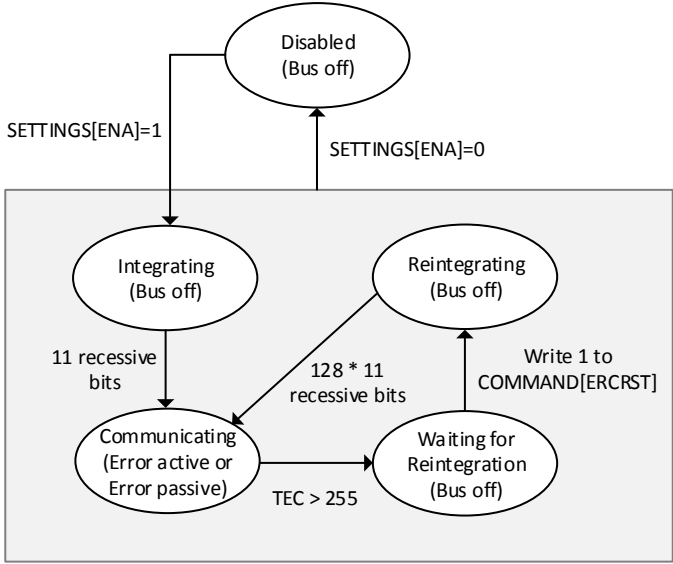 Disabled
(Bus off)
SETTINGS[ENA]=1
SETTINGS[ENA]=0
Integrating
(Bus off)
Reintegrating
(Bus off)
11 recessive
bits
128 * 11
recessive bits
Write 1 to
COMMAND[ERCRST]
Communicating
(Error active or
Error passive)
TEC > 255
Waiting for
Reintegration
(Bus off)